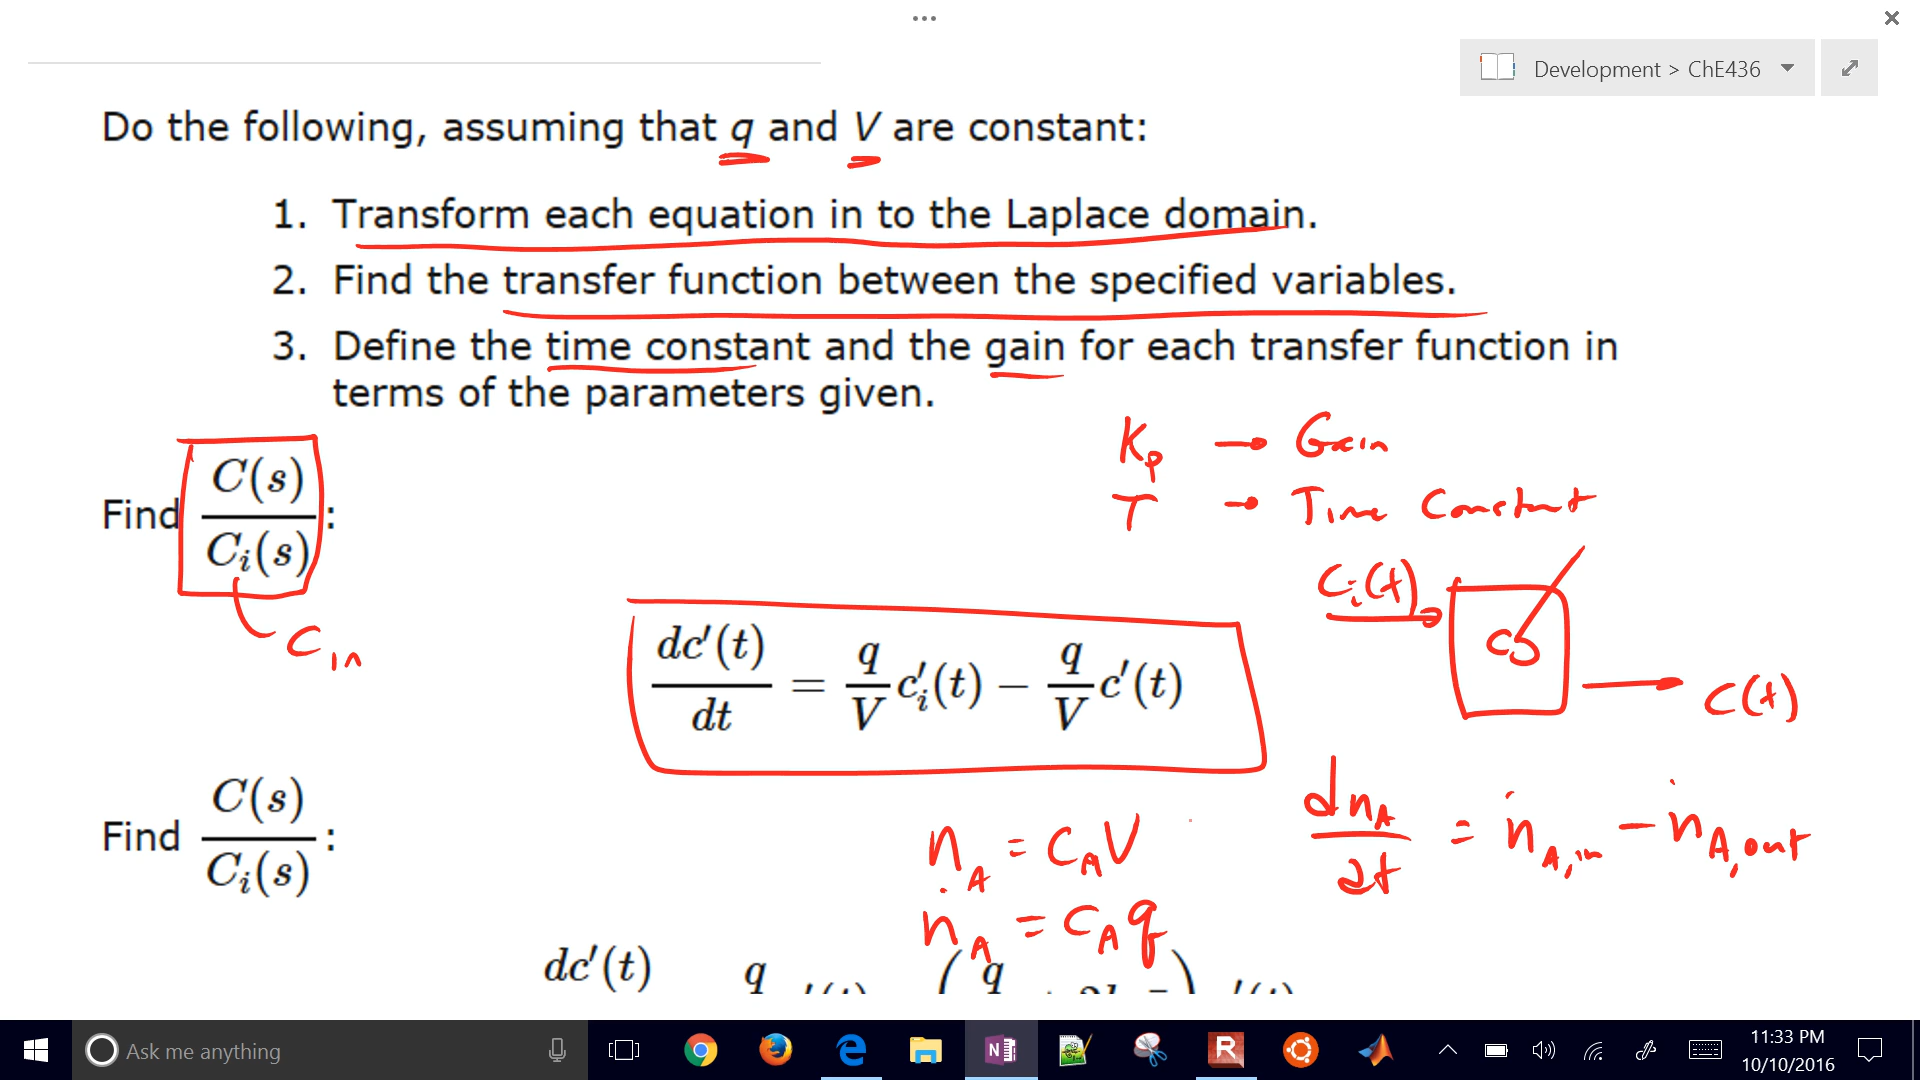 ...
Development > ChE436
Do the following, assuming that q and V are constant:
1. Transform each equation in to the Laplace domain.
2. Find the transfer function between the specified variables.
3. Define the time constant and the gain for each transfer function in
terms of the parameters given.
Kp → Gain
τ → Time Constant
Find C(s)/Ci(s) :
Cin
Ci(t)
C(t)
dc′(t)/dt = q/V c′i(t) − q/V c′(t)
dnA/dt = ṅA,in − ṅA,out
nA = CA V
ṅA = CA q
Find C(s)/Ci(s) :
dc′(t) q ( q
Ask me anything
11:33 PM
10/10/2016